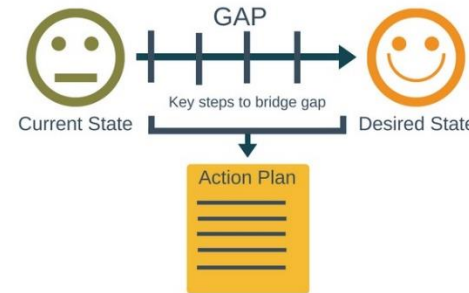 GAP
Key steps to bridge gap
Current State
Desired State
Action Plan